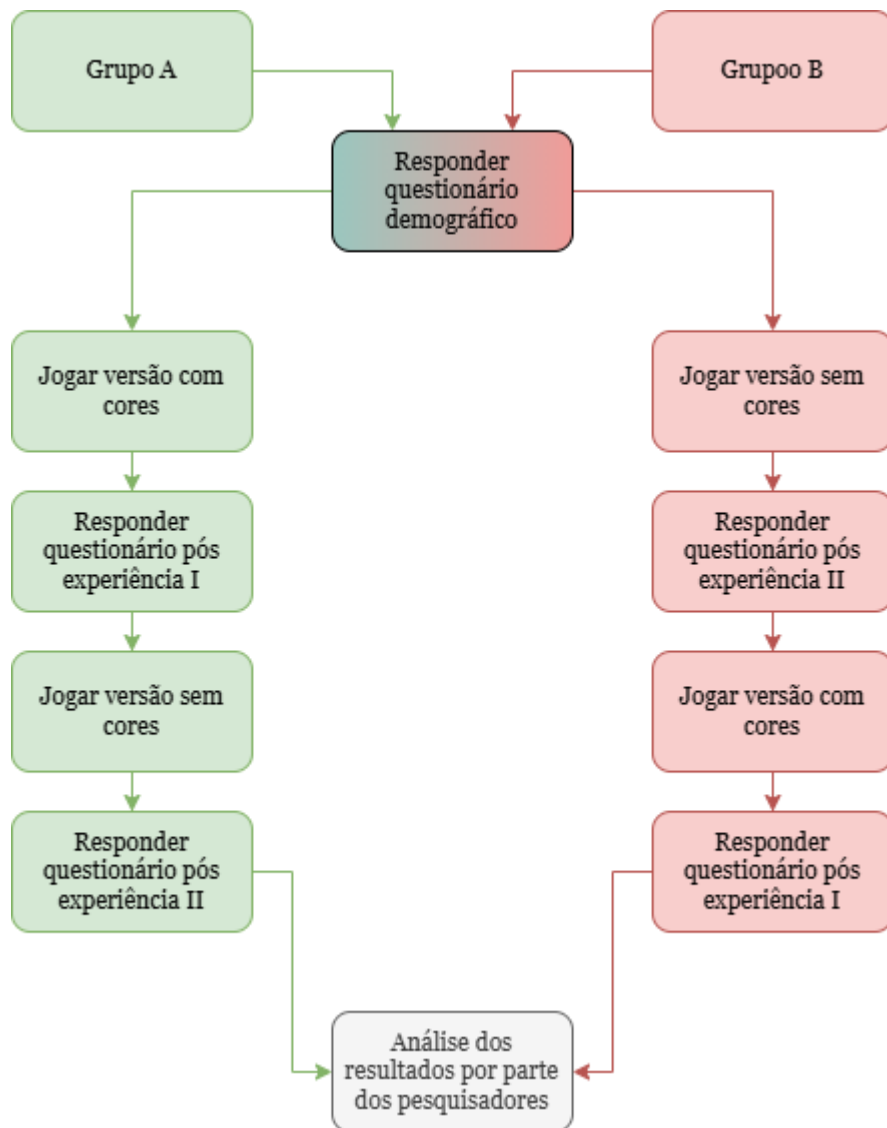 Grupo A
Grupoo B
Responder
questionário
demográfico
Jogar versão com
cores
Jogar versão sem
cores
Responder
questionário pós
experiência I
Responder
questionário pós
experiência II
Jogar versão sem
cores
Jogar versão com
cores
Responder
questionário pós
experiência II
Responder
questionário pós
experiência I
Análise dos
resultados por parte
dos pesquisadores